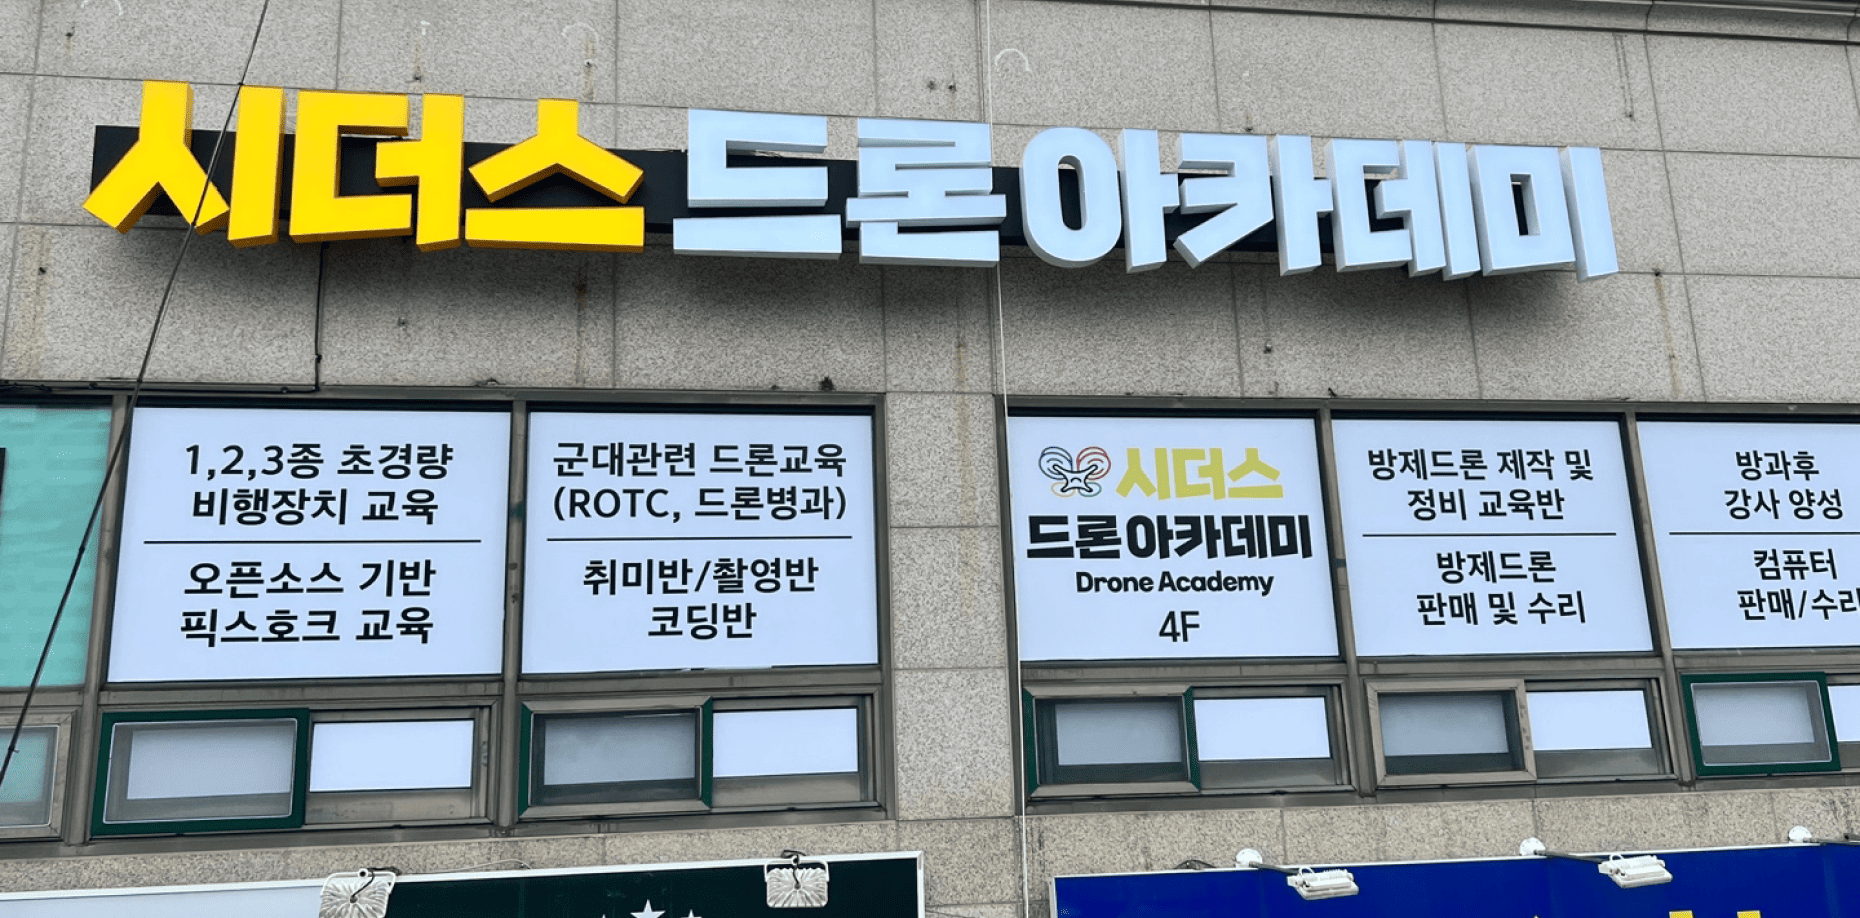 시더스 드론 아카데미
1,2,3종 초경량
비행장치 교육
오픈소스 기반
픽스호크 교육
군대관련 드론교육
(ROTC, 드론병과)
취미반/촬영반
코딩반
시더스
드론 아카데미
Drone Academy
4F
방제드론 제작 및
정비 교육반
방제드론
판매 및 수리
방과후
강사 양성
컴퓨터
판매/수리